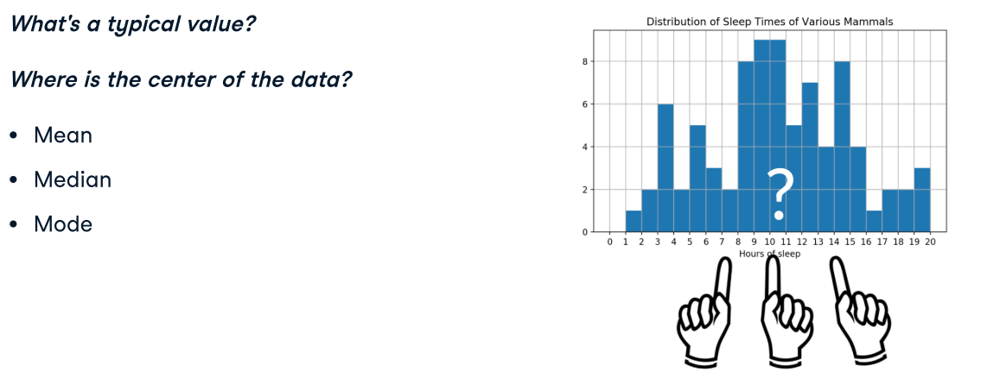 What's a typical value?
Where is the center of the data?
• Mean
• Median
• Mode
Distribution of Sleep Times of Various Mammals
8
6
4
2
0
?
0 1 2 3 4 5 6 7 8 9 10 11 12 13 14 15 16 17 18 19 20
Hours of sleep